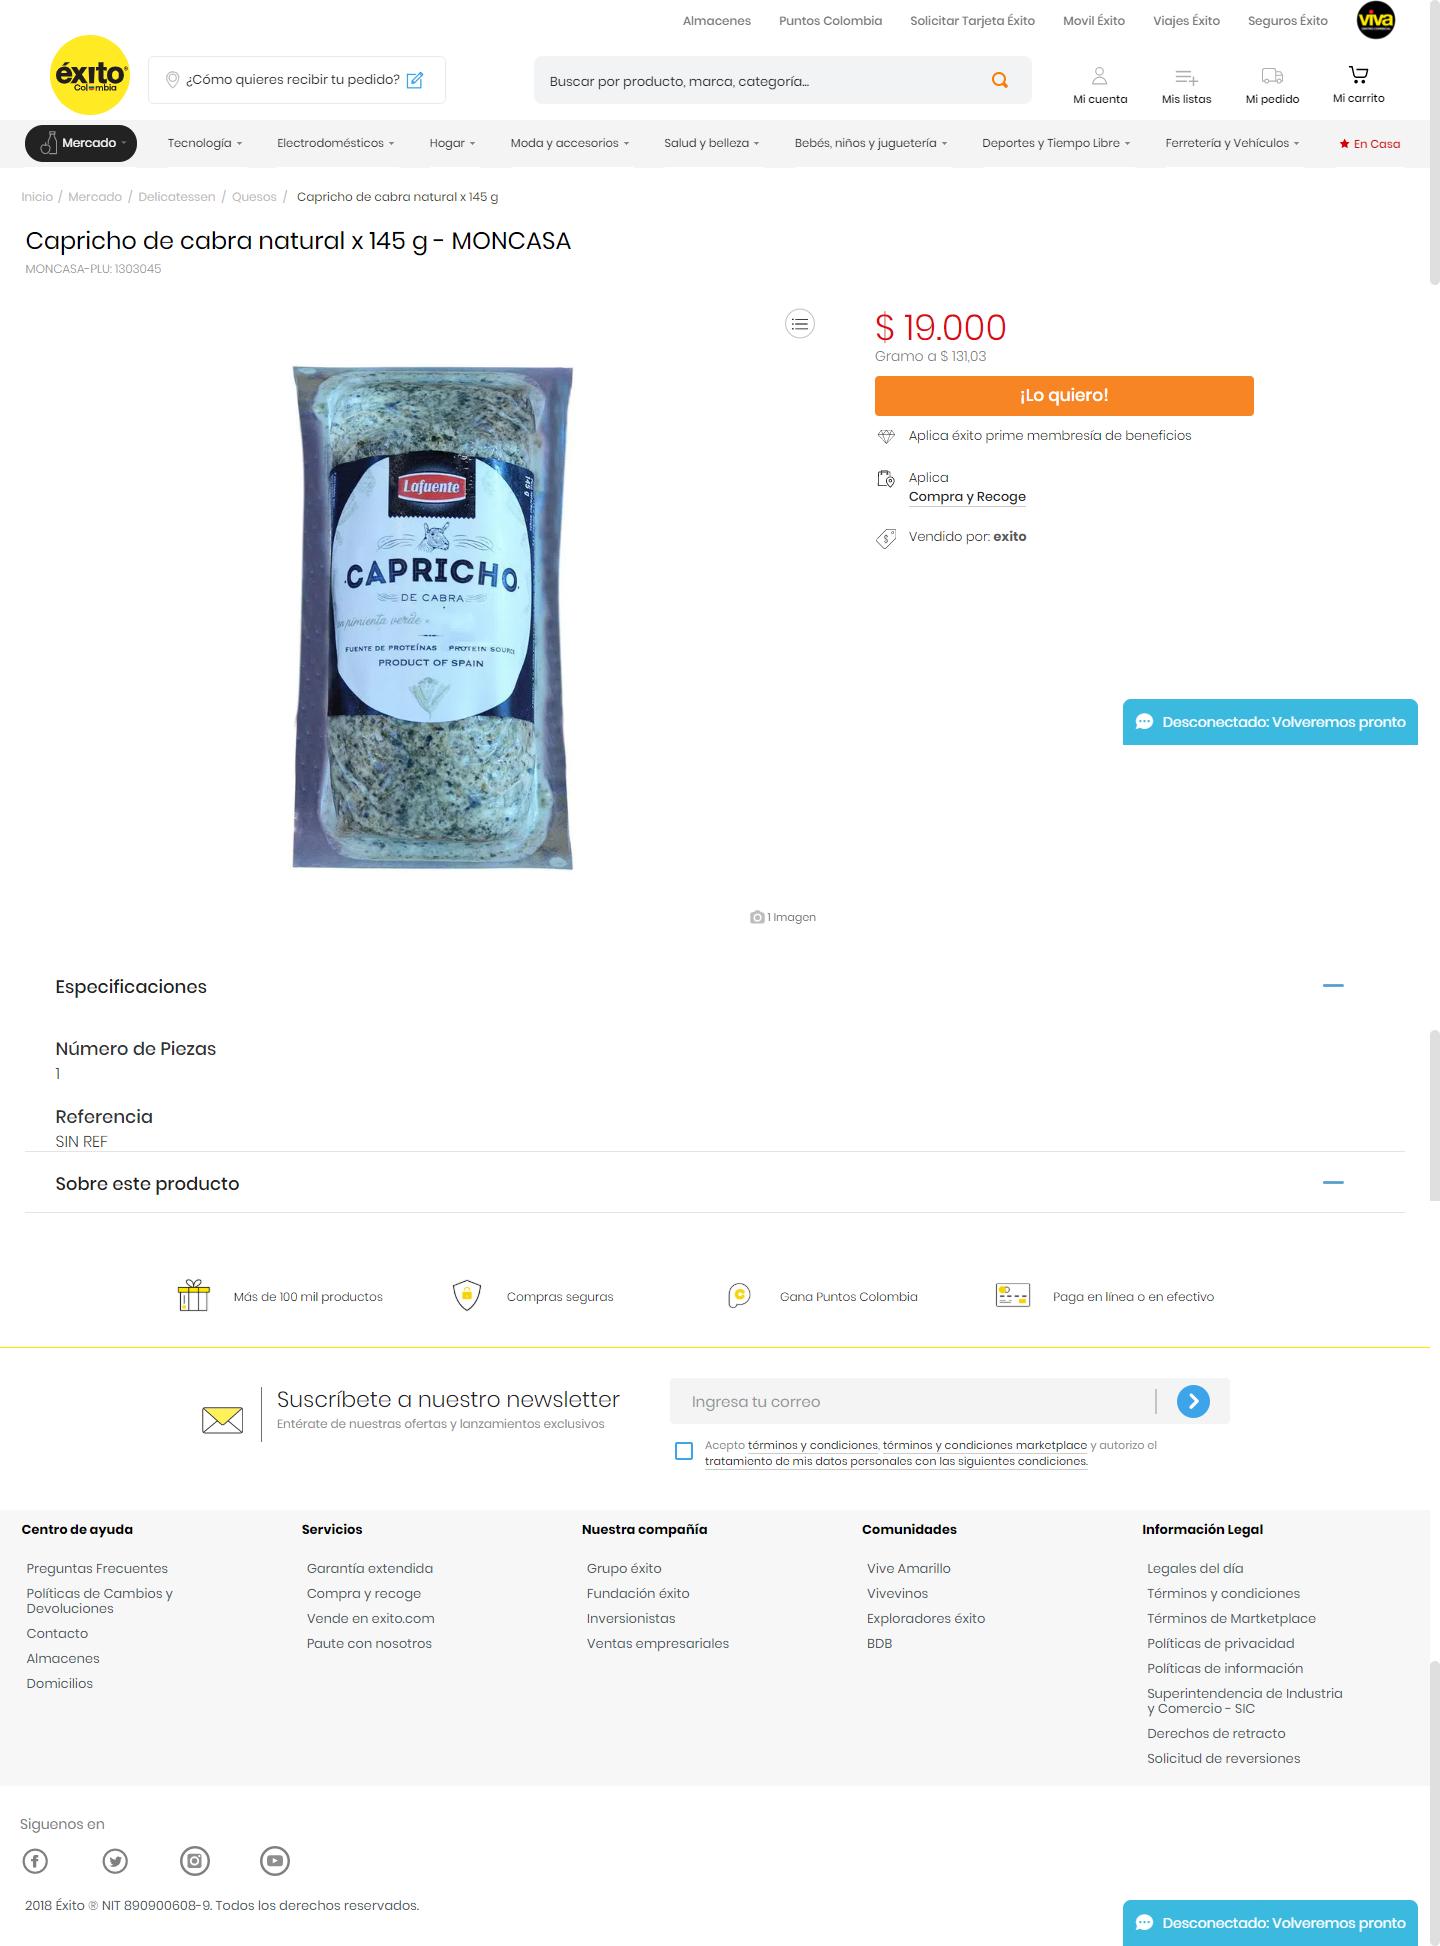 Almacenes
Puntos Colombia
Solicitar Tarjeta Éxito
Movil Éxito
Viajes Éxito
Seguros Éxito
viva
éxito
Colombia
¿Cómo quieres recibir tu pedido?
Buscar por producto, marca, categoría...
Mi cuenta
Mis listas
Mi pedido
Mi carrito
Mercado
Tecnología
Electrodomésticos
Hogar
Moda y accesorios
Salud y belleza
Bebés, niños y juguetería
Deportes y Tiempo Libre
Ferretería y Vehículos
En Casa
Inicio / Mercado / Delicatessen / Quesos / Capricho de cabra natural x 145 g
Capricho de cabra natural x 145 g - MONCASA
MONCASA-PLU: 1303045
Lafuente
145 g
CAPRICHO
DE CABRA
pimienta verde
FUENTE DE PROTEÍNAS PROTEIN SOURCE
PRODUCT OF SPAIN
1 Imagen
$ 19.000
Gramo a $ 131,03
¡Lo quiero!
Aplica éxito prime membresía de beneficios
Aplica
Compra y Recoge
Vendido por: exito
Desconectado: Volveremos pronto
Especificaciones
Número de Piezas
1
Referencia
SIN REF
Sobre este producto
Más de 100 mil productos
Compras seguras
Gana Puntos Colombia
Paga en línea o en efectivo
Suscríbete a nuestro newsletter
Entérate de nuestras ofertas y lanzamientos exclusivos
Ingresa tu correo
Acepto términos y condiciones, términos y condiciones marketplace y autorizo el
tratamiento de mis datos personales con las siguientes condiciones.
Centro de ayuda
Preguntas Frecuentes
Políticas de Cambios y
Devoluciones
Contacto
Almacenes
Domicilios
Servicios
Garantía extendida
Compra y recoge
Vende en exito.com
Paute con nosotros
Nuestra compañía
Grupo éxito
Fundación éxito
Inversionistas
Ventas empresariales
Comunidades
Vive Amarillo
Vivevinos
Exploradores éxito
BDB
Información Legal
Legales del día
Términos y condiciones
Términos de Martketplace
Políticas de privacidad
Políticas de información
Superintendencia de Industria
y Comercio - SIC
Derechos de retracto
Solicitud de reversiones
Siguenos en
2018 Éxito ® NIT 890900608-9. Todos los derechos reservados.
Desconectado: Volveremos pronto